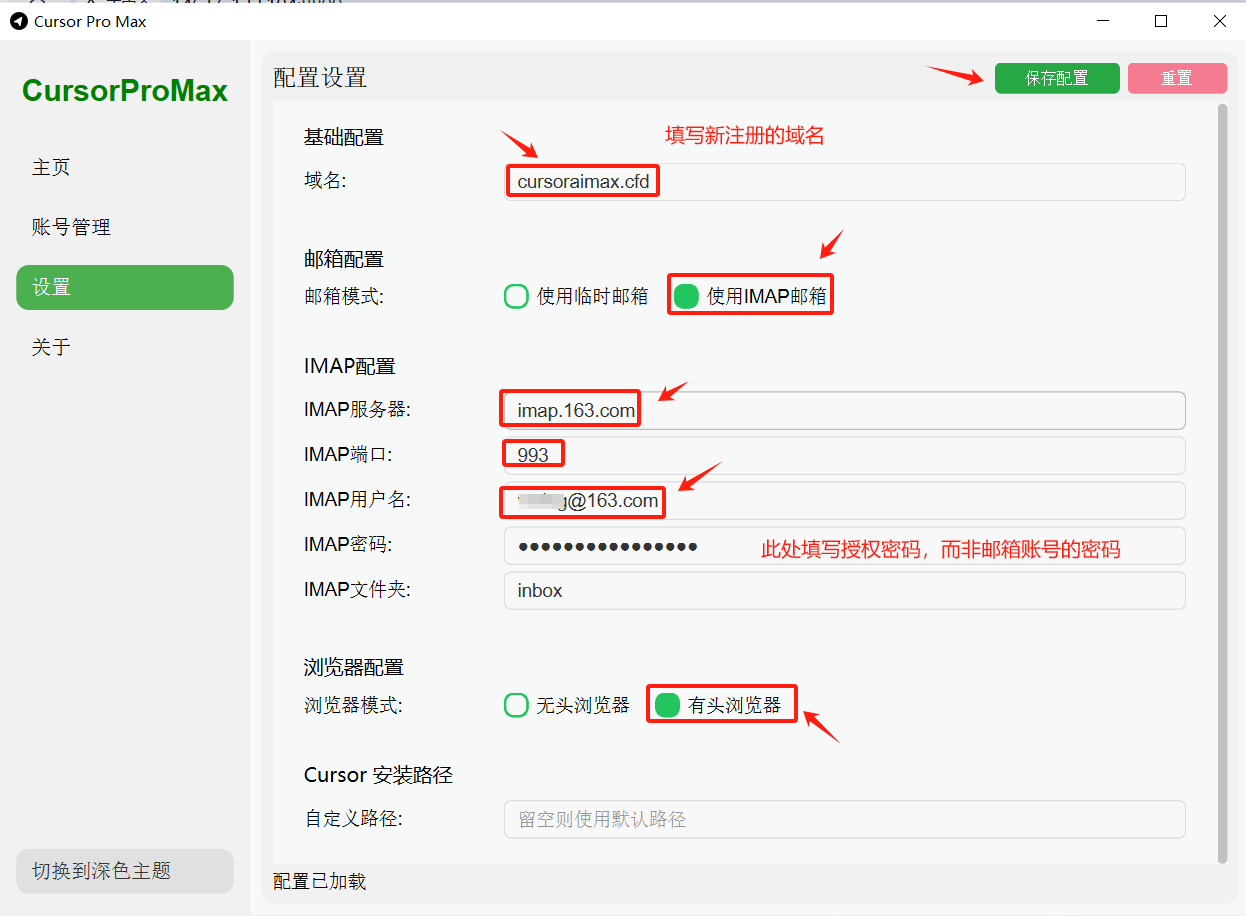 Cursor Pro Max
CursorProMax
主页
账号管理
设置
关于
切换到深色主题
配置设置
保存配置
重置
基础配置
填写新注册的域名
域名:
cursoraimax.cfd
邮箱配置
邮箱模式:
使用临时邮箱
使用IMAP邮箱
IMAP配置
IMAP服务器:
imap.163.com
IMAP端口:
993
IMAP用户名:
g@163.com
IMAP密码:
●●●●●●●●●●●●●●●●
此处填写授权密码，而非邮箱账号的密码
IMAP文件夹:
inbox
浏览器配置
浏览器模式:
无头浏览器
有头浏览器
Cursor 安装路径
自定义路径:
留空则使用默认路径
配置已加载